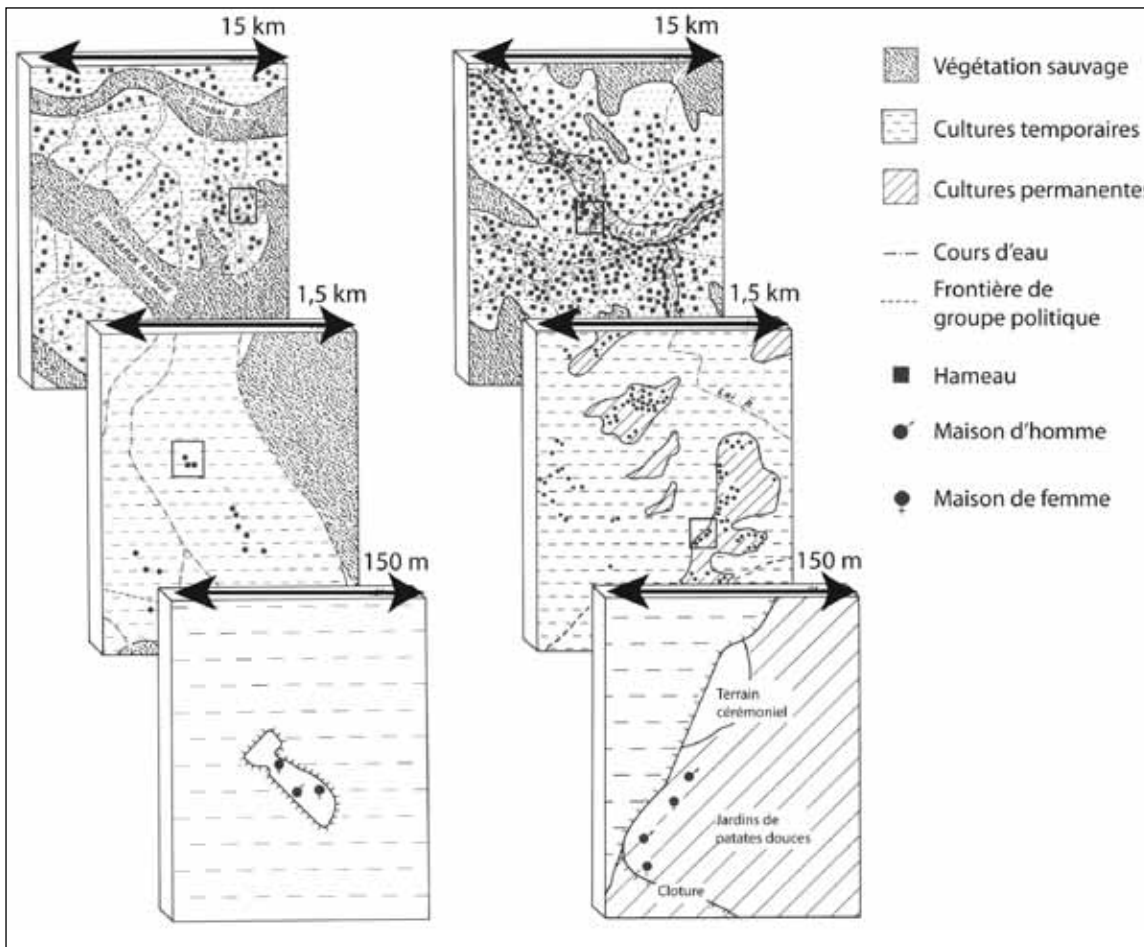 15 km
15 km
1,5 km
1,5 km
150 m
150 m
Lai R.
Terrain
cérémoniel
Jardins de
patates douces
Cloture
Végétation sauvage
Cultures temporaires
Cultures permanentes
Cours d'eau
Frontière de
groupe politique
Hameau
Maison d'homme
Maison de femme